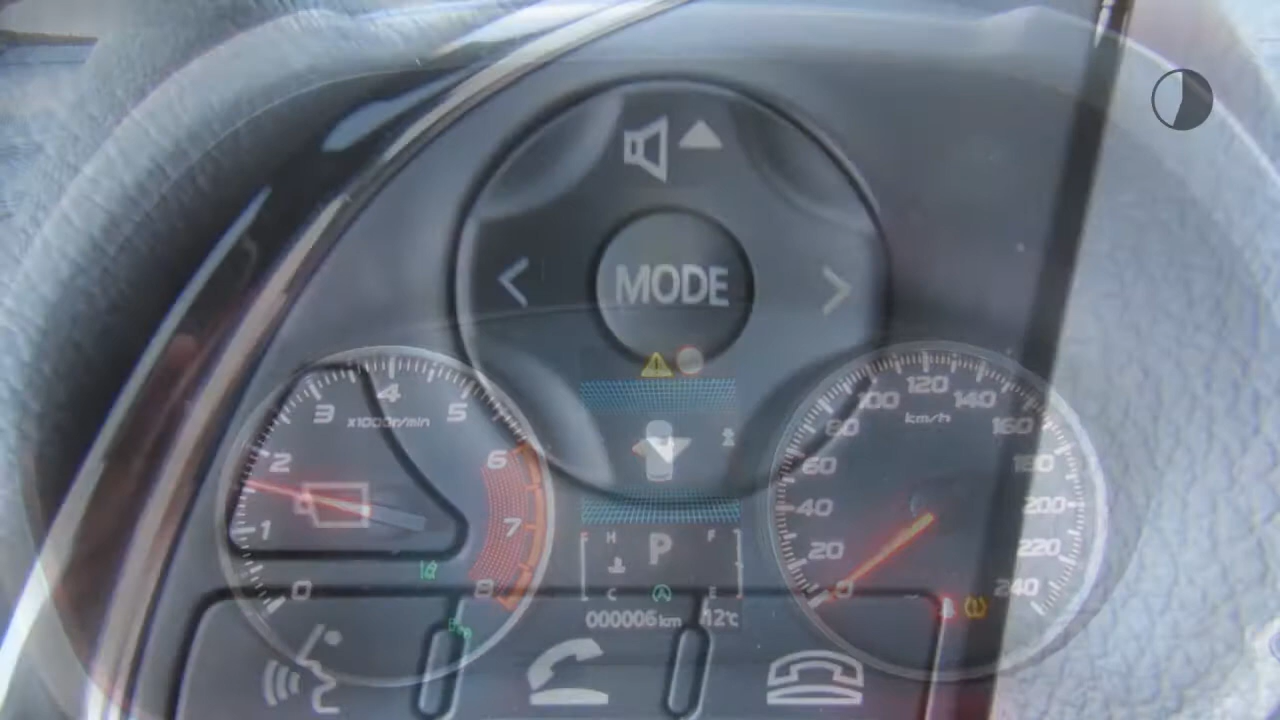 MODE
0 1 2 3 4 5 6 7 8
x1000r/min
0 20 40 60 80 100 120 140 160 180 200 220 240
km/h
H P F
C A E
000006km 12℃